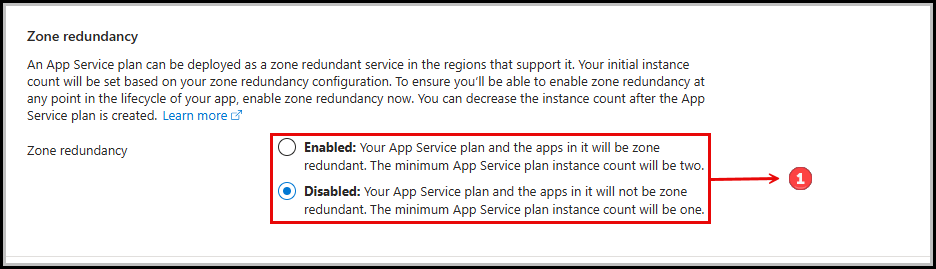 Zone redundancy
An App Service plan can be deployed as a zone redundant service in the regions that support it. Your initial instance
count will be set based on your zone redundancy configuration. To ensure you'll be able to enable zone redundancy at
any point in the lifecycle of your app, enable zone redundancy now. You can decrease the instance count after the App
Service plan is created. Learn more
Zone redundancy
Enabled: Your App Service plan and the apps in it will be zone
redundant. The minimum App Service plan instance count will be two.
Disabled: Your App Service plan and the apps in it will not be zone
redundant. The minimum App Service plan instance count will be one.
1